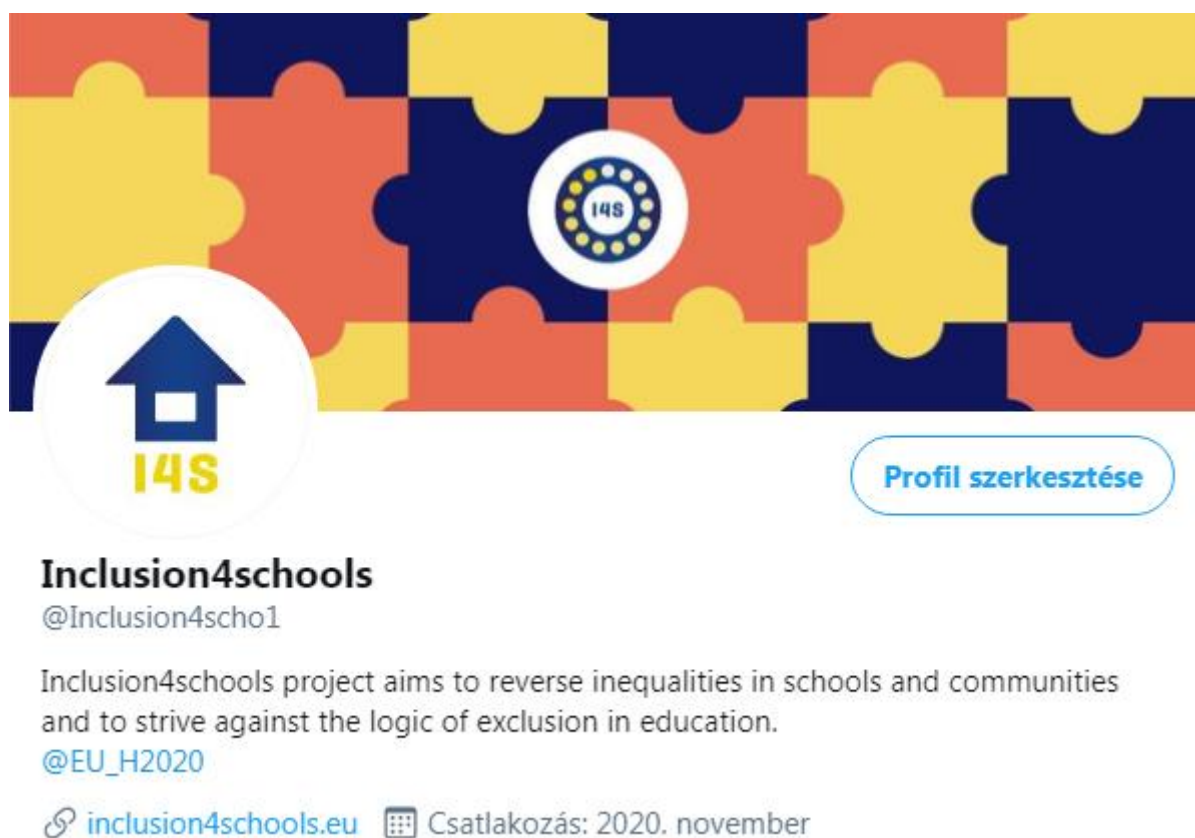 I4S
I4S
Profil szerkesztése
Inclusion4schools
@Inclusion4scho1
Inclusion4schools project aims to reverse inequalities in schools and communities
and to strive against the logic of exclusion in education.
@EU_H2020
inclusion4schools.eu Csatlakozás: 2020. november